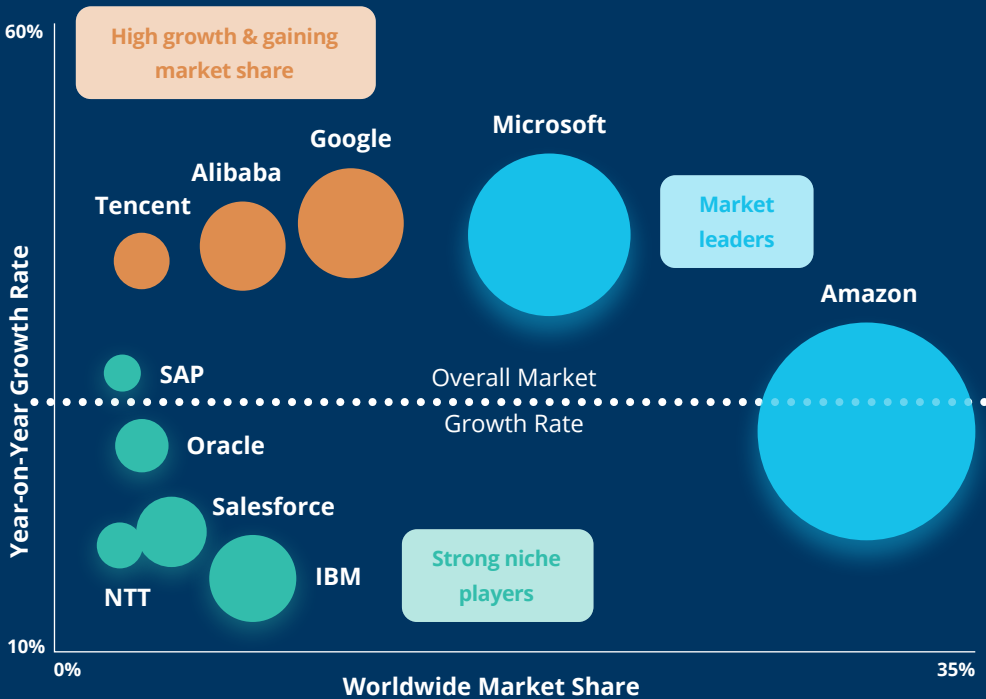 60%
High growth & gaining
market share
Google
Microsoft
Alibaba
Tencent
Market
leaders
Amazon
Year-on-Year Growth Rate
SAP
Overall Market
Growth Rate
Oracle
Salesforce
Strong niche
players
IBM
NTT
10%
0%
35%
Worldwide Market Share